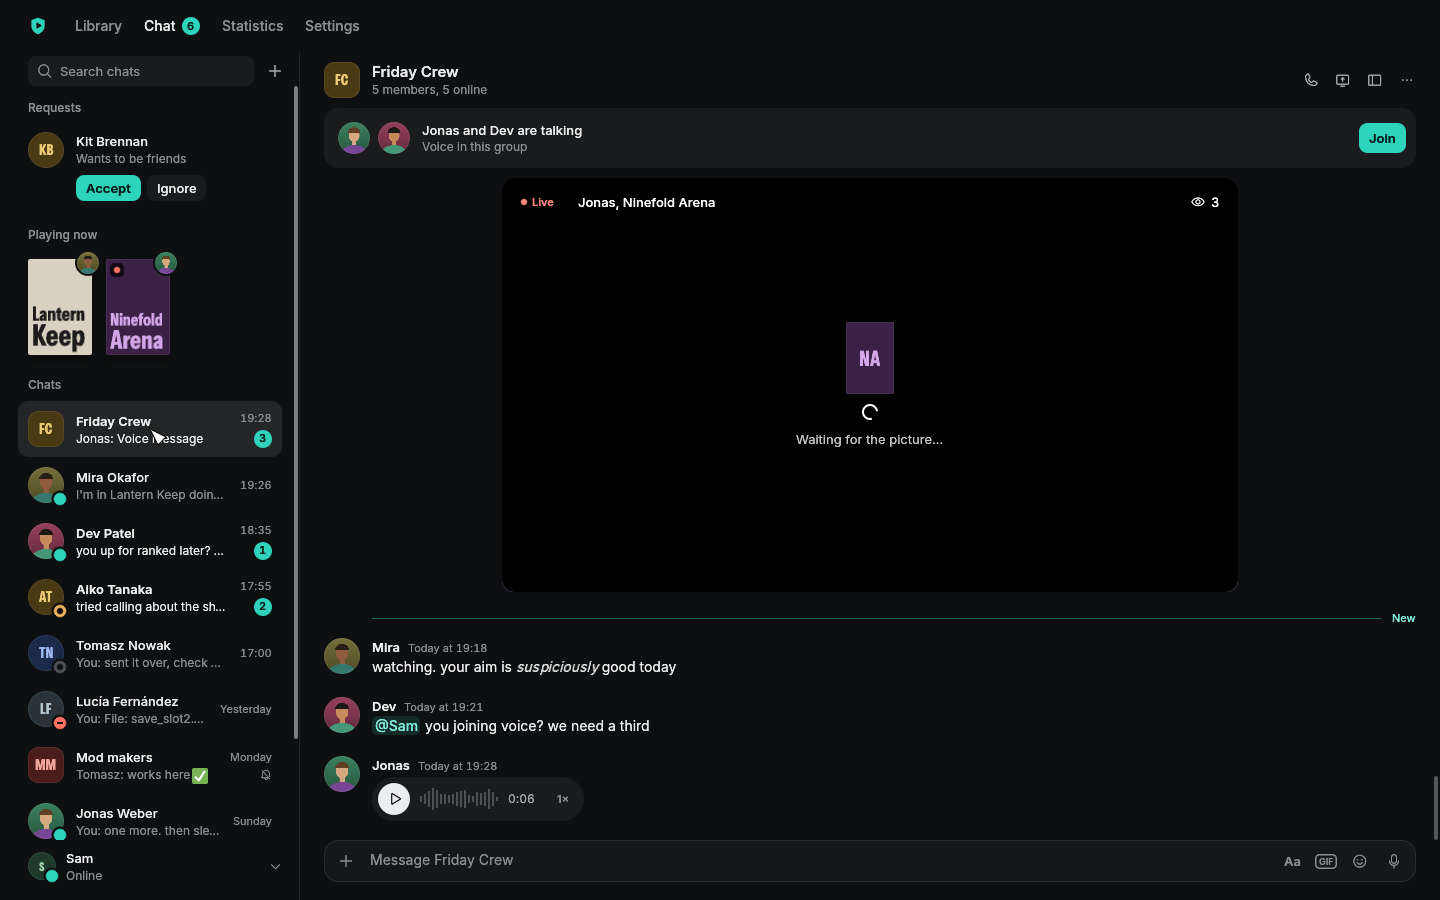 Library
Chat
6
Statistics
Settings
Search chats
Requests
KB
Kit Brennan
Wants to be friends
Accept
Ignore
Playing now
Lantern
Keep
Ninefold
Arena
Chats
FC
Friday Crew
19:28
Jonas: Voice message
3
Mira Okafor
I'm in Lantern Keep doin...
19:26
Dev Patel
18:35
you up for ranked later? ...
1
AT
Aiko Tanaka
17:55
tried calling about the sh...
2
TN
Tomasz Nowak
You: sent it over, check ...
17:00
LF
Lucía Fernández
You: File: save_slot2....
Yesterday
MM
Mod makers
Monday
Tomasz: works here ✅
Jonas Weber
You: one more. then sle...
Sunday
S
Sam
Online
FC
Friday Crew
5 members, 5 online
Jonas and Dev are talking
Voice in this group
Join
Live
Jonas, Ninefold Arena
3
NA
Waiting for the picture...
New
Mira Today at 19:18
watching. your aim is suspiciously good today
Dev Today at 19:21
@Sam you joining voice? we need a third
Jonas Today at 19:28
0:06
1×
Message Friday Crew
Aa
GIF